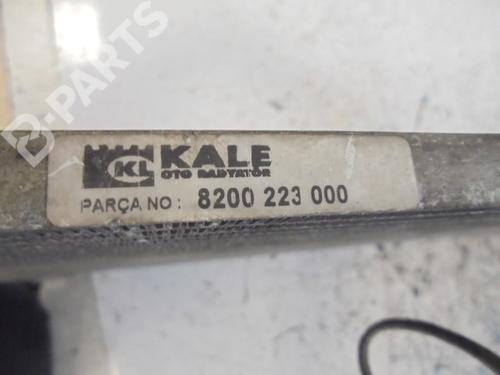 B-PARTS
KL KALE
OTO RADYATÖR
PARÇA NO: 8200 223 000